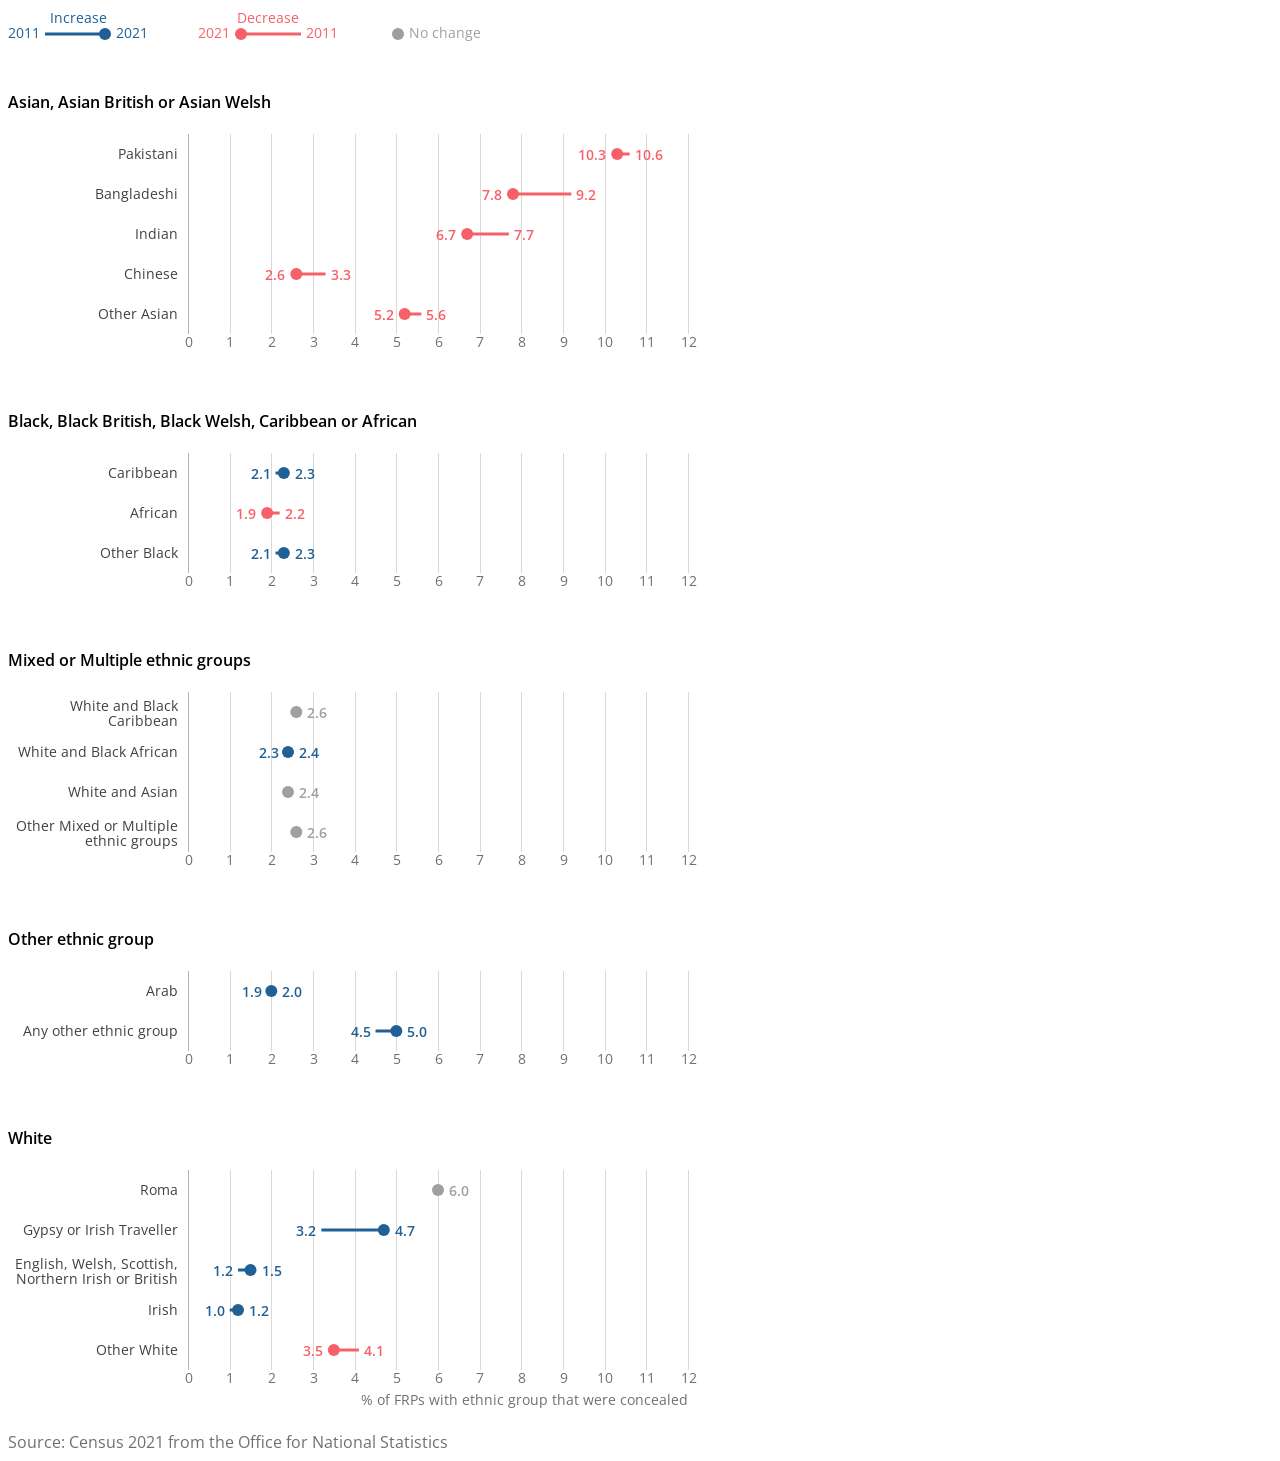 Increase
2011 2021
Decrease
2021 2011
No change
Asian, Asian British or Asian Welsh
Pakistani 10.3 10.6
Bangladeshi 7.8 9.2
Indian 6.7 7.7
Chinese 2.6 3.3
Other Asian 5.2 5.6
0 1 2 3 4 5 6 7 8 9 10 11 12
Black, Black British, Black Welsh, Caribbean or African
Caribbean 2.1 2.3
African 1.9 2.2
Other Black 2.1 2.3
0 1 2 3 4 5 6 7 8 9 10 11 12
Mixed or Multiple ethnic groups
White and Black
Caribbean 2.6
White and Black African 2.3 2.4
White and Asian 2.4
Other Mixed or Multiple
ethnic groups 2.6
0 1 2 3 4 5 6 7 8 9 10 11 12
Other ethnic group
Arab 1.9 2.0
Any other ethnic group 4.5 5.0
0 1 2 3 4 5 6 7 8 9 10 11 12
White
Roma 6.0
Gypsy or Irish Traveller 3.2 4.7
English, Welsh, Scottish,
Northern Irish or British 1.2 1.5
Irish 1.0 1.2
Other White 3.5 4.1
0 1 2 3 4 5 6 7 8 9 10 11 12
% of FRPs with ethnic group that were concealed
Source: Census 2021 from the Office for National Statistics